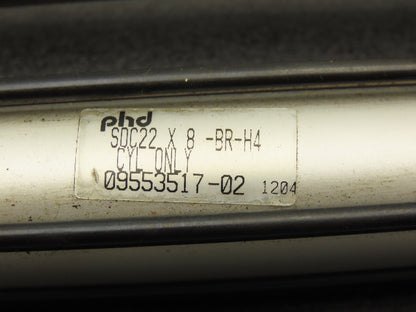 phd
SDC22 X 8 -BR-H4
CYL ONLY
09553517-02 1204